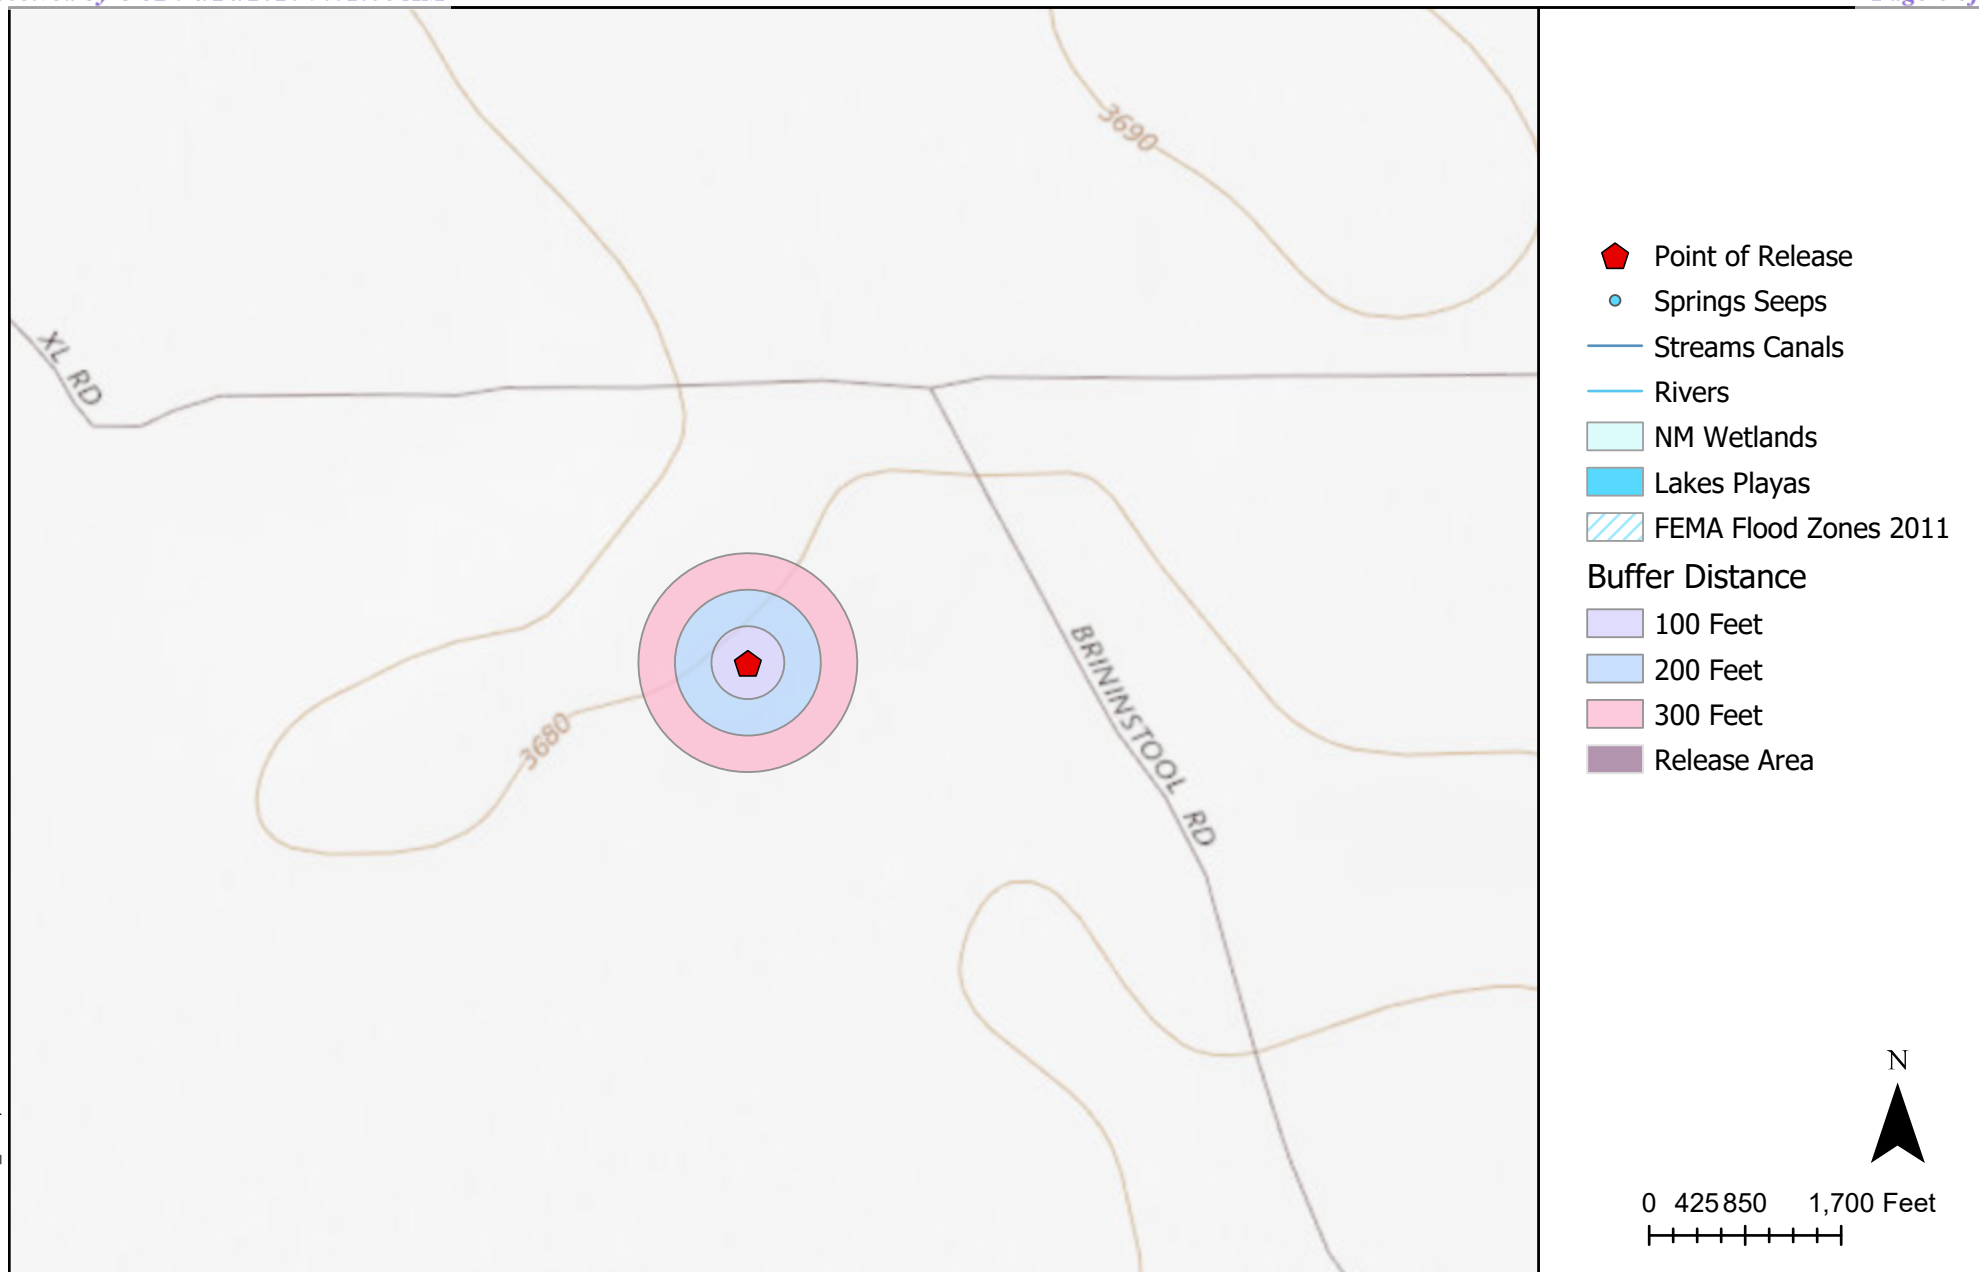 3690
XL RD
3680
BRININSTOOL RD
Point of Release
Springs Seeps
Streams Canals
Rivers
NM Wetlands
Lakes Playas
FEMA Flood Zones 2011
Buffer Distance
100 Feet
200 Feet
300 Feet
Release Area
N
0 425 850 1,700 Feet